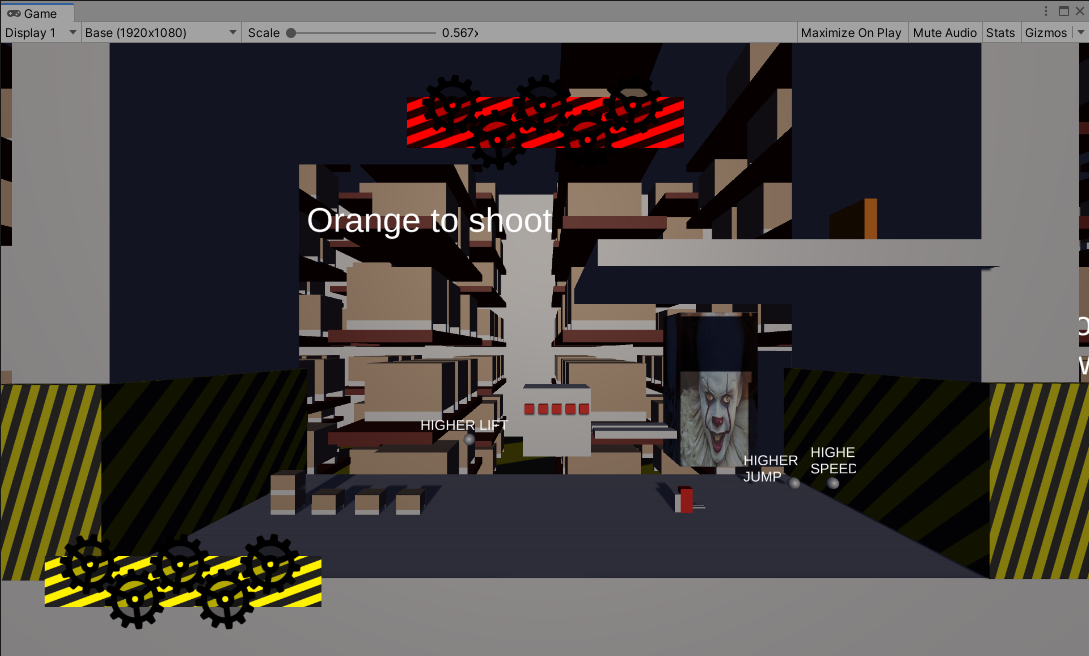 Game
Display 1
Base (1920x1080)
Scale
0.567x
Maximize On Play
Mute Audio
Stats
Gizmos
Orange to shoot
HIGHER LIFT
HIGHER
JUMP
HIGHE
SPEED